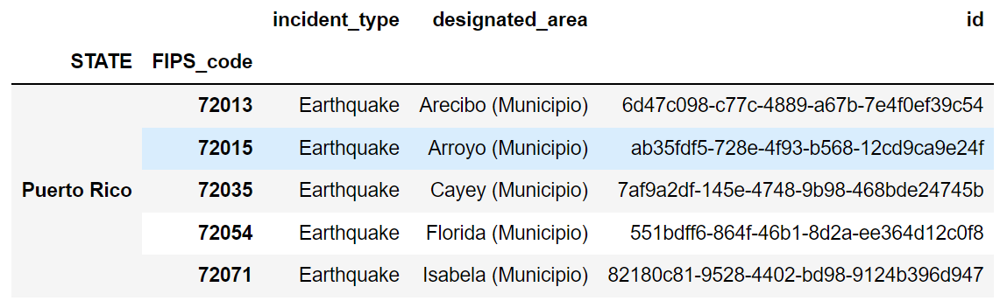 incident_type designated_area id
STATE FIPS_code
72013 Earthquake Arecibo (Municipio) 6d47c098-c77c-4889-a67b-7e4f0ef39c54
72015 Earthquake Arroyo (Municipio) ab35fdf5-728e-4f93-b568-12cd9ca9e24f
Puerto Rico 72035 Earthquake Cayey (Municipio) 7af9a2df-145e-4748-9b98-468bde24745b
72054 Earthquake Florida (Municipio) 551bdff6-864f-46b1-8d2a-ee364d12c0f8
72071 Earthquake Isabela (Municipio) 82180c81-9528-4402-bd98-9124b396d947